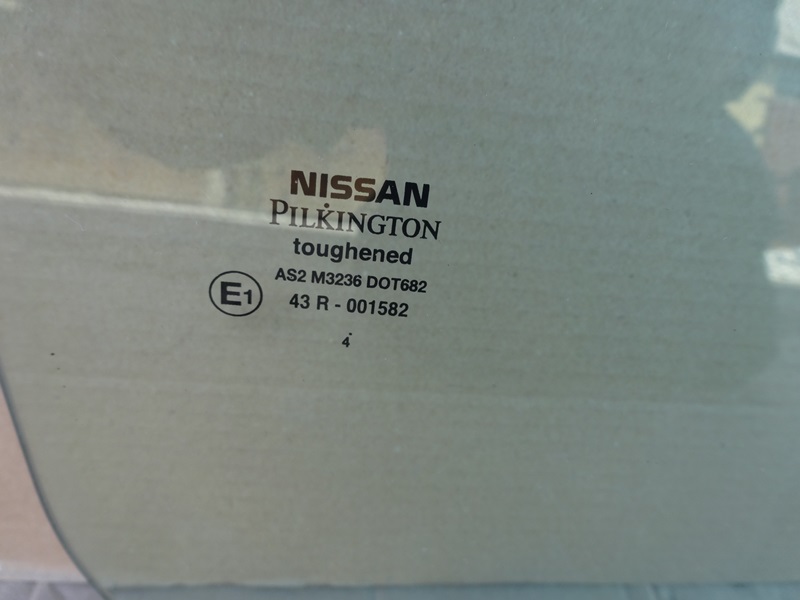 NISSAN
PILKINGTON
toughened
AS2 M3236 DOT682
E1
43 R - 001582
4